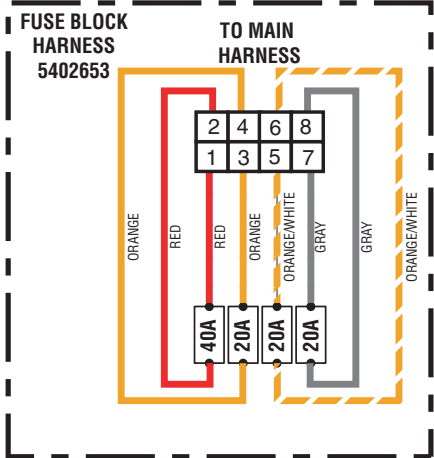 FUSE BLOCK
HARNESS
5402653
TO MAIN
HARNESS
2 4 6 8
1 3 5 7
ORANGE
RED
RED
ORANGE
ORANGE/WHITE
GRAY
GRAY
ORANGE/WHITE
40A
20A
20A
20A